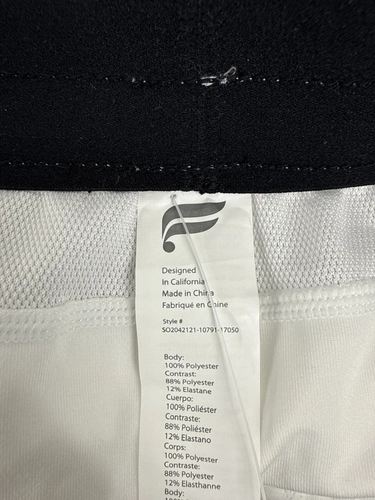 Designed
In California
Made in China
Fabriqué en Chine
Style #
SO2042121-10791-17050
Body:
100% Polyester
Contrast:
88% Polyester
12% Elastane
Cuerpo:
100% Poliéster
Contraste:
88% Poliéster
12% Elastano
Corps:
100% Polyester
Contraste:
88% Polyester
12% Elasthanne
Body: